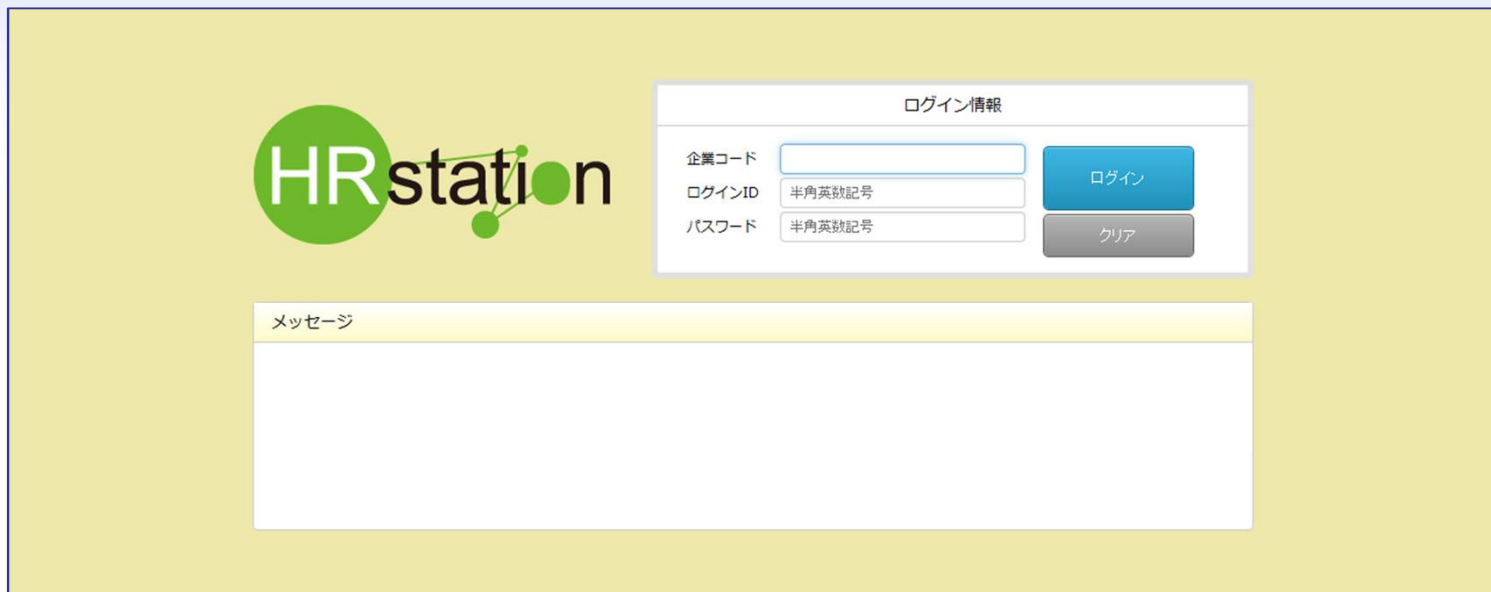 HRstation
ログイン情報
企業コード
ログインID 半角英数記号
パスワード 半角英数記号
ログイン
クリア
メッセージ